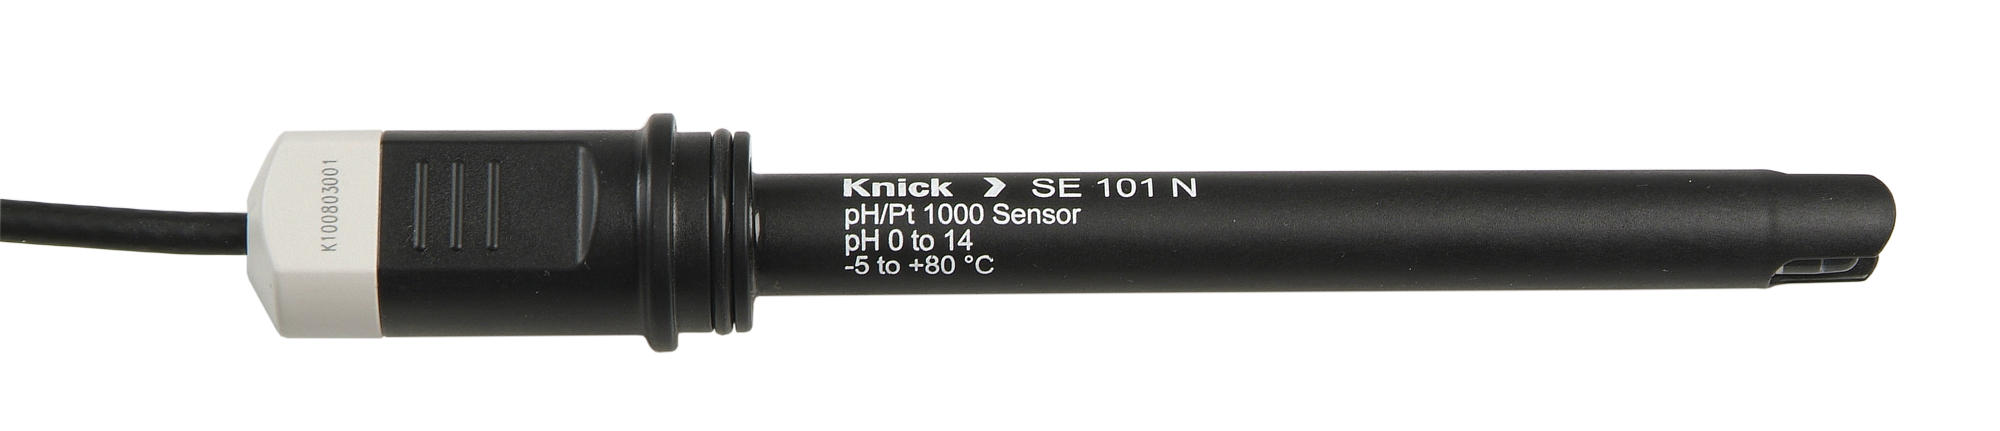 K100803001
Knick ❯ SE 101 N
pH/Pt 1000 Sensor
pH 0 to 14
-5 to +80 °C